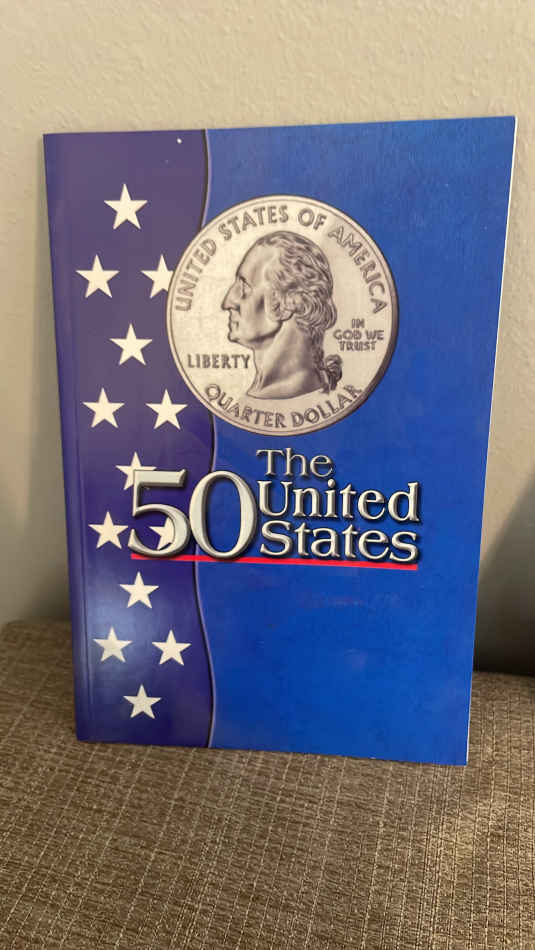 UNITED STATES OF AMERICA
LIBERTY
IN
GOD WE
TRUST
QUARTER DOLLAR
50 The
United
States